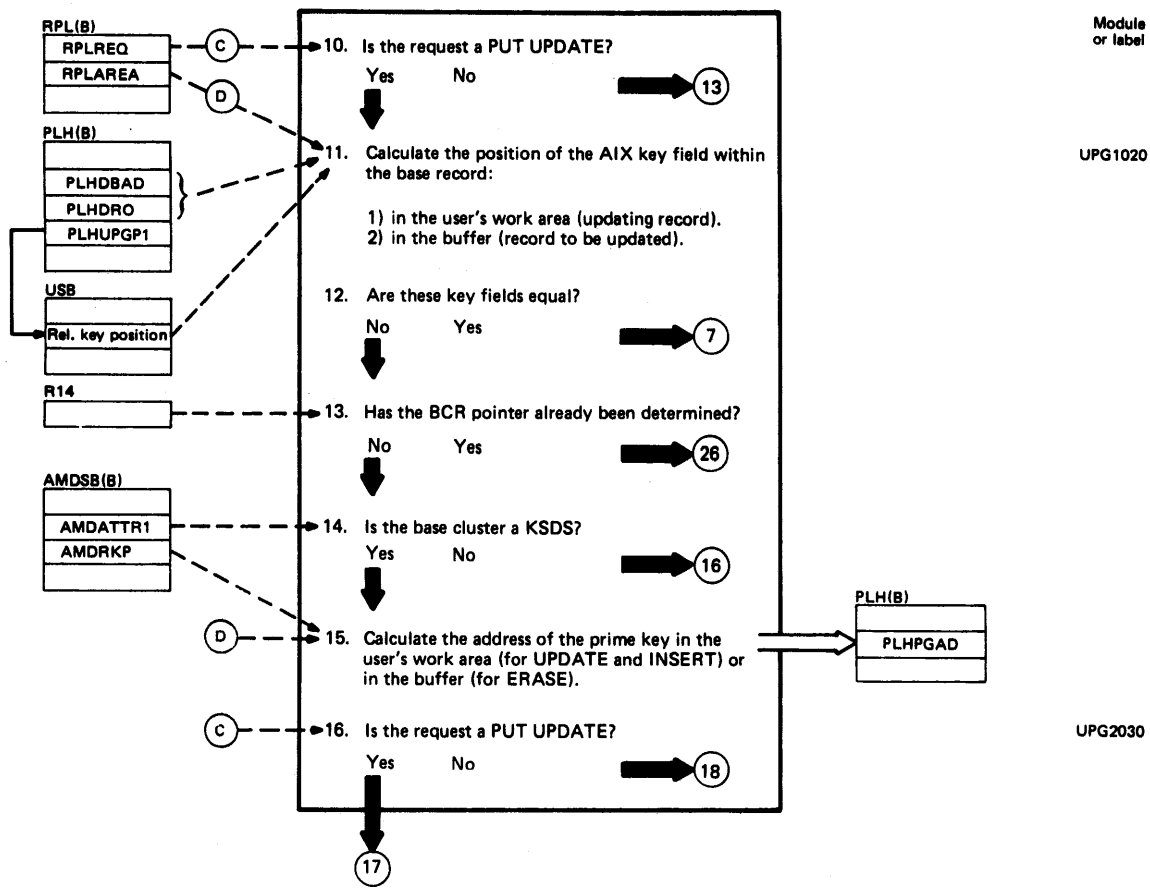 Module
or label
RPL(B)
RPLREQ
RPLAREA
C
D
10. Is the request a PUT UPDATE?
Yes No
13
PLH(B)
PLHDBAD
PLHDRO
PLHUPGP1
11. Calculate the position of the AIX key field within
the base record:
UPG1020
1) in the user's work area (updating record).
2) in the buffer (record to be updated).
USB
Rel. key position
12. Are these key fields equal?
No Yes
7
R14
13. Has the BCR pointer already been determined?
No Yes
26
AMDSB(B)
AMDATTR1
AMDRKP
14. Is the base cluster a KSDS?
Yes No
16
D
15. Calculate the address of the prime key in the
user's work area (for UPDATE and INSERT) or
in the buffer (for ERASE).
PLH(B)
PLHPGAD
C
16. Is the request a PUT UPDATE?
UPG2030
Yes No
18
17